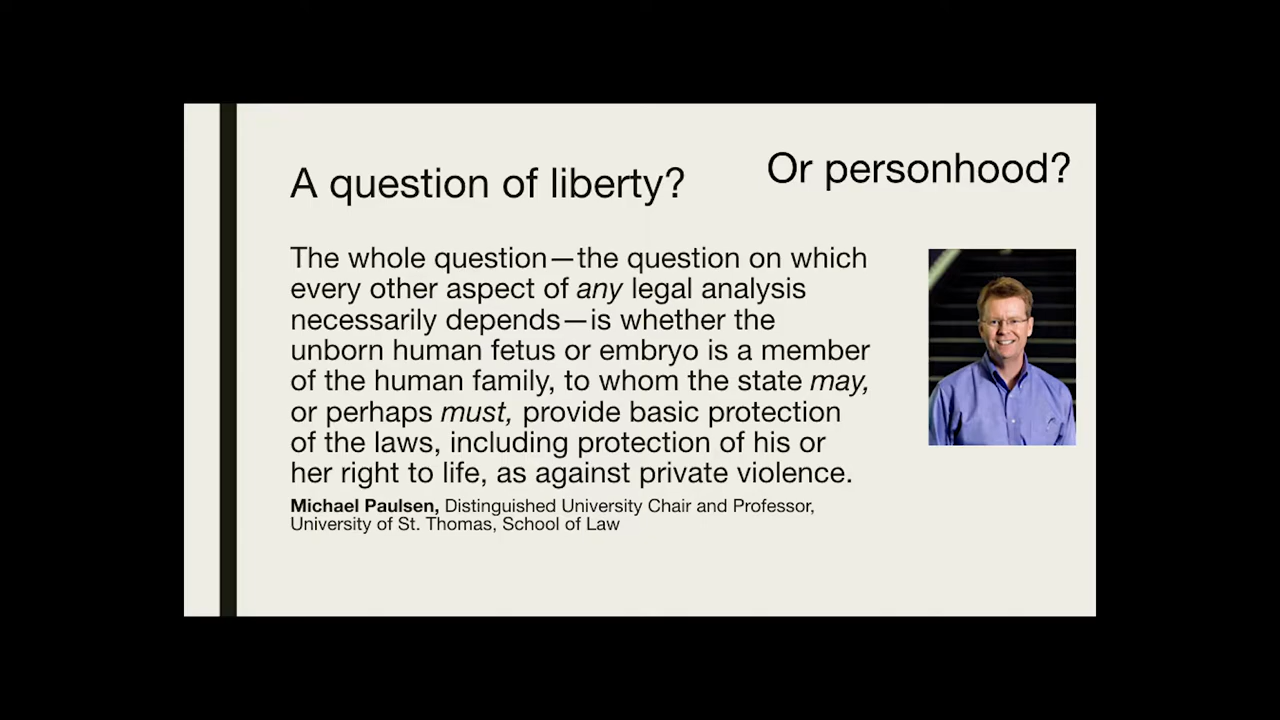 A question of liberty?
Or personhood?
The whole question—the question on which
every other aspect of any legal analysis
necessarily depends—is whether the
unborn human fetus or embryo is a member
of the human family, to whom the state may,
or perhaps must, provide basic protection
of the laws, including protection of his or
her right to life, as against private violence.
Michael Paulsen, Distinguished University Chair and Professor,
University of St. Thomas, School of Law